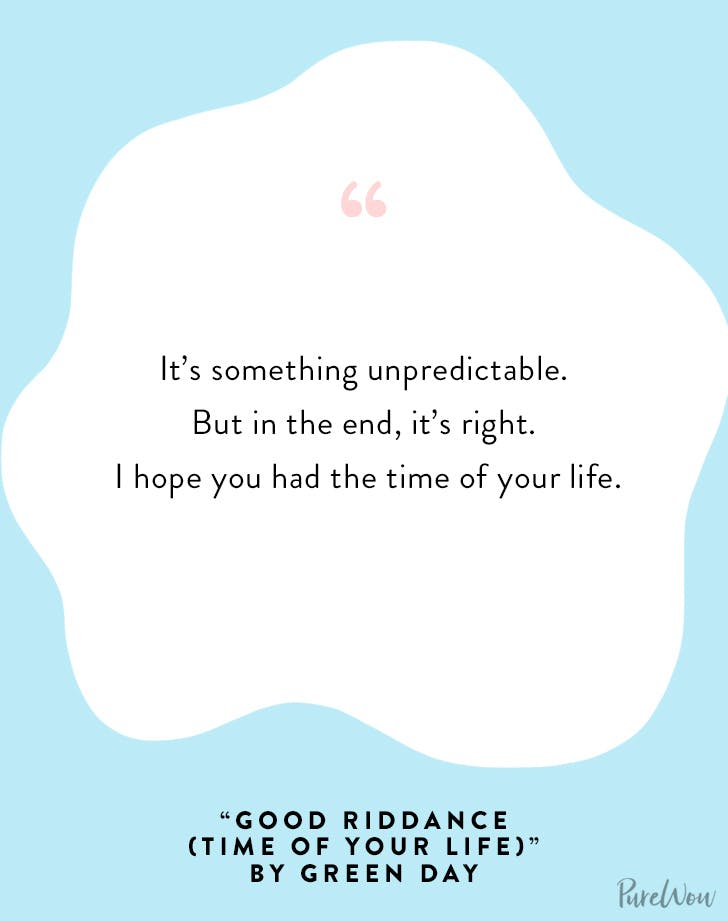 “
It’s something unpredictable.
But in the end, it’s right.
I hope you had the time of your life.
“GOOD RIDDANCE
(TIME OF YOUR LIFE)”
BY GREEN DAY
PureWow